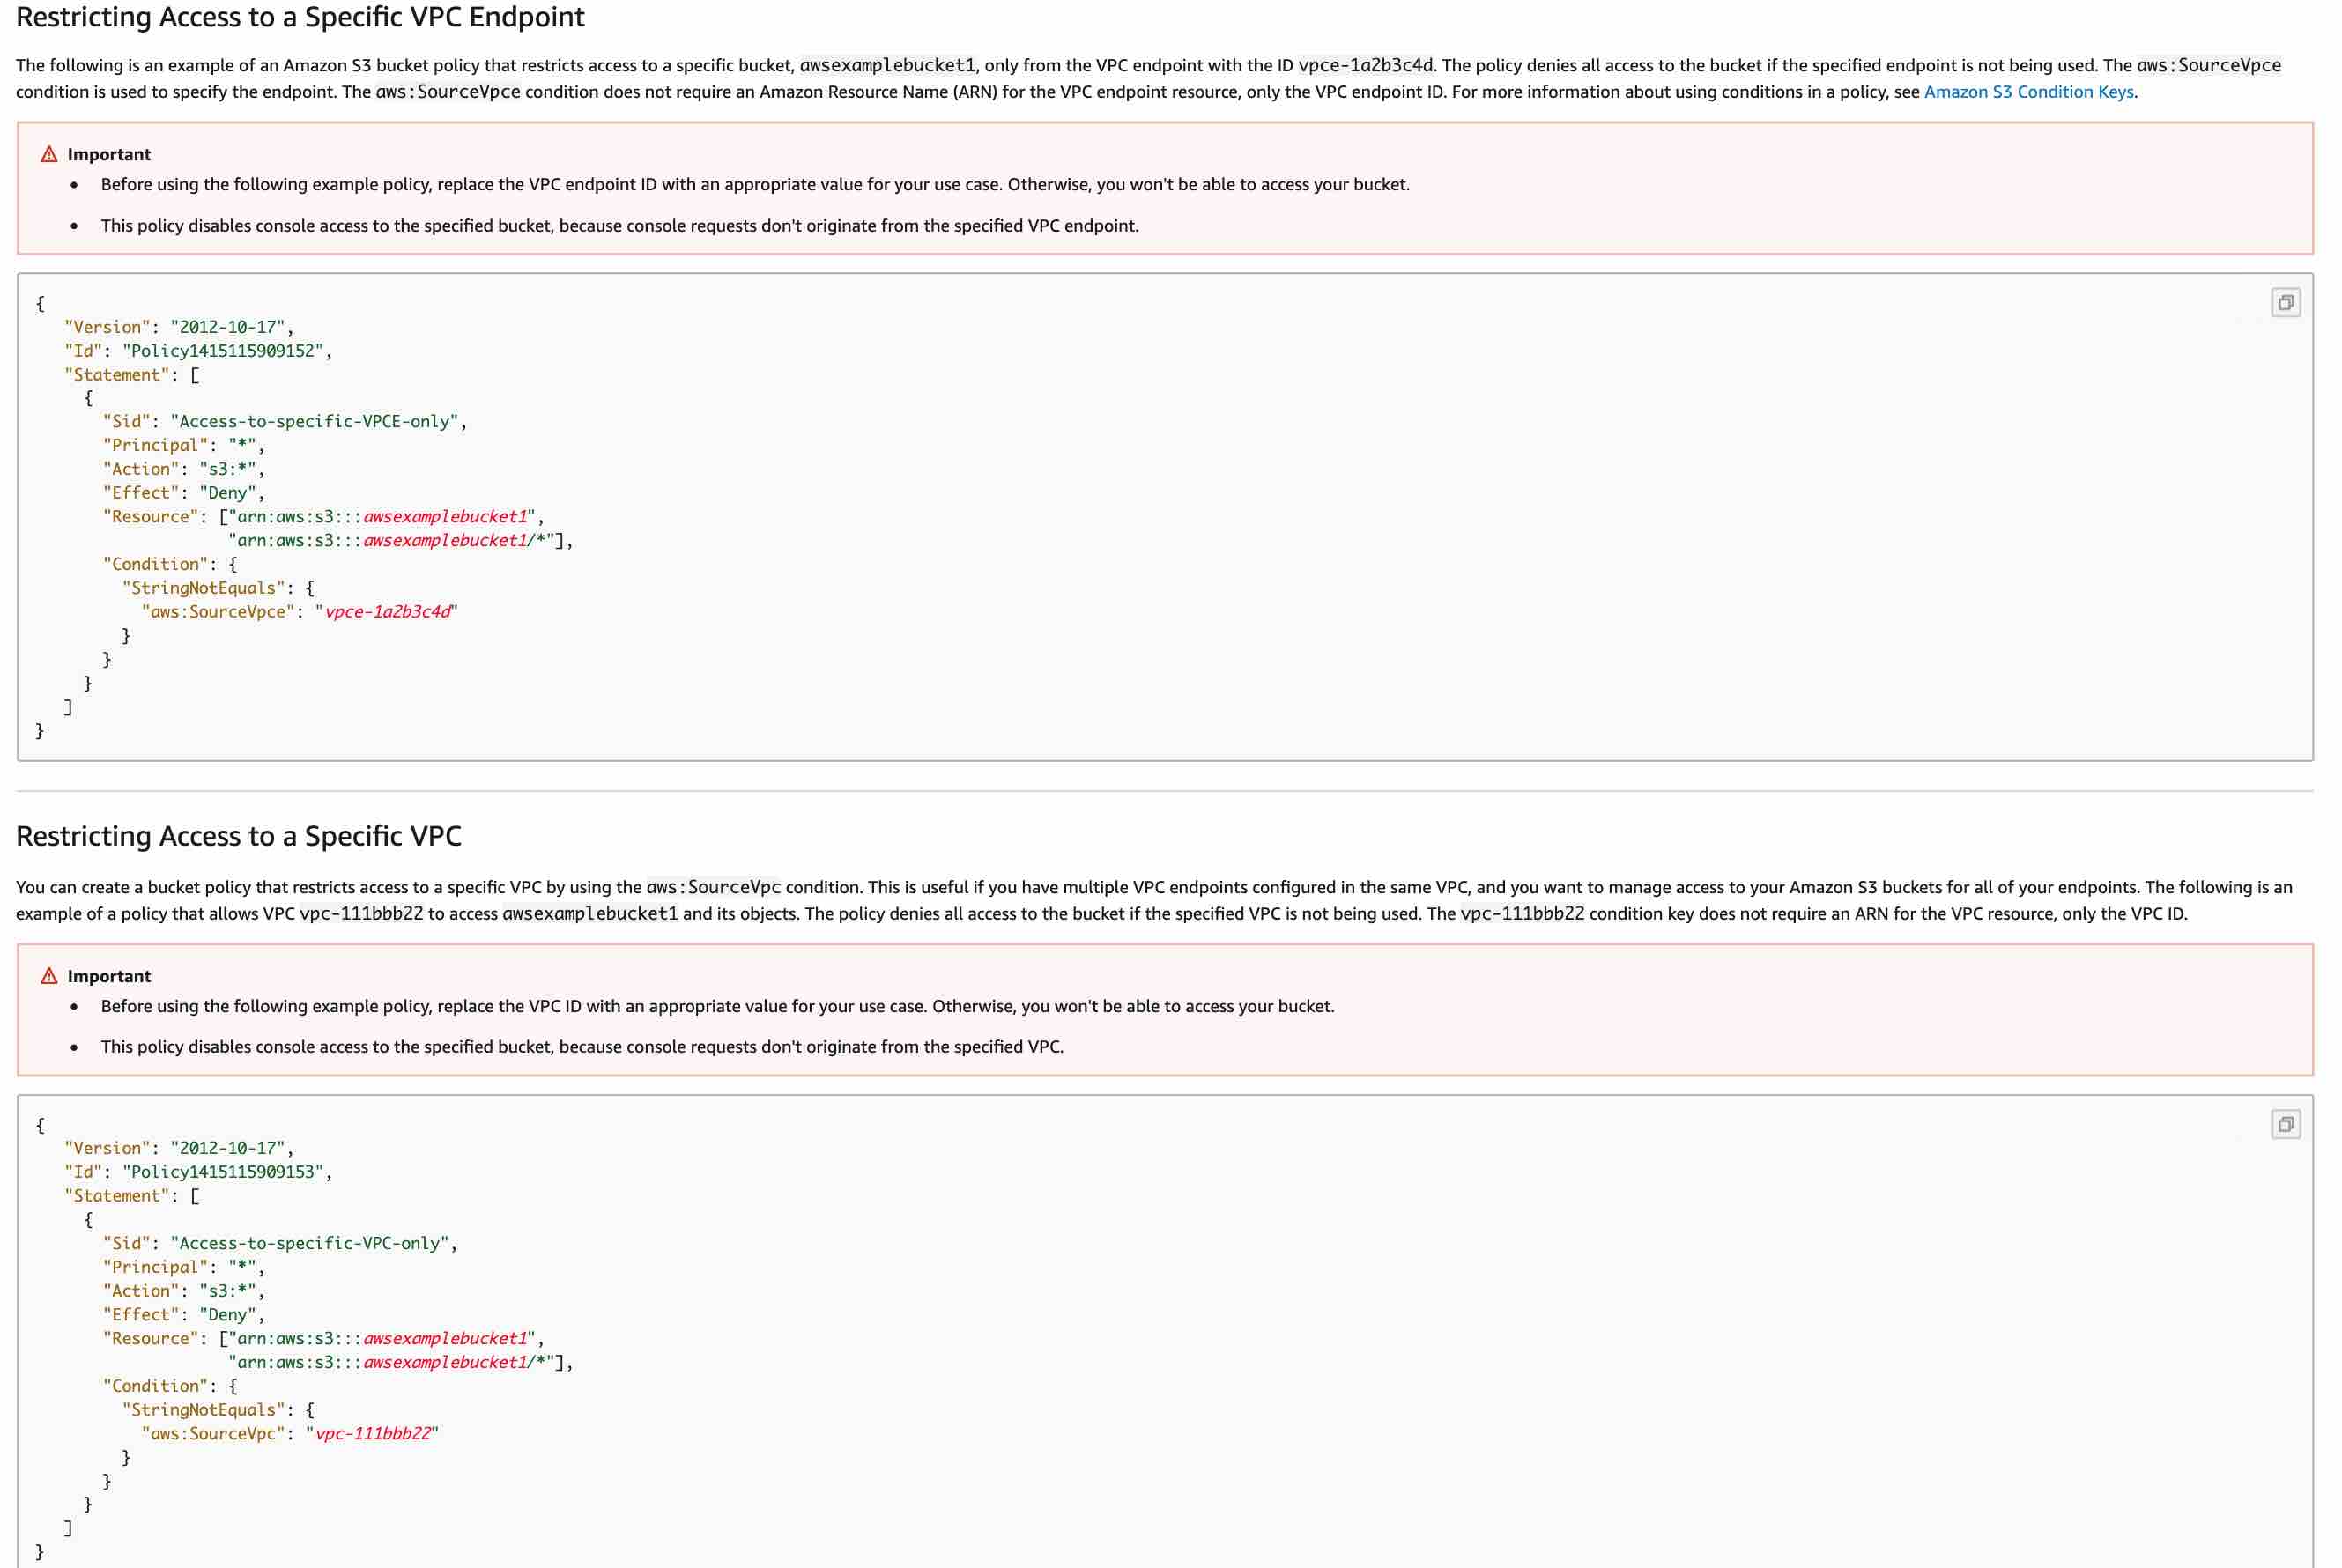 Restricting Access to a Specific VPC Endpoint
The following is an example of an Amazon S3 bucket policy that restricts access to a specific bucket, awsexamplebucket1, only from the VPC endpoint with the ID vpce-1a2b3c4d. The policy denies all access to the bucket if the specified endpoint is not being used. The aws:SourceVpce
condition is used to specify the endpoint. The aws:SourceVpce condition does not require an Amazon Resource Name (ARN) for the VPC endpoint resource, only the VPC endpoint ID. For more information about using conditions in a policy, see Amazon S3 Condition Keys.
Important
• Before using the following example policy, replace the VPC endpoint ID with an appropriate value for your use case. Otherwise, you won't be able to access your bucket.
• This policy disables console access to the specified bucket, because console requests don't originate from the specified VPC endpoint.
{
   "Version": "2012-10-17",
   "Id": "Policy1415115909152",
   "Statement": [
     {
       "Sid": "Access-to-specific-VPCE-only",
       "Principal": "*",
       "Action": "s3:*",
       "Effect": "Deny",
       "Resource": ["arn:aws:s3:::awsexamplebucket1",
                    "arn:aws:s3:::awsexamplebucket1/*"],
       "Condition": {
         "StringNotEquals": {
           "aws:SourceVpce": "vpce-1a2b3c4d"
         }
       }
     }
   ]
}
Restricting Access to a Specific VPC
You can create a bucket policy that restricts access to a specific VPC by using the aws:SourceVpc condition. This is useful if you have multiple VPC endpoints configured in the same VPC, and you want to manage access to your Amazon S3 buckets for all of your endpoints. The following is an
example of a policy that allows VPC vpc-111bbb22 to access awsexamplebucket1 and its objects. The policy denies all access to the bucket if the specified VPC is not being used. The vpc-111bbb22 condition key does not require an ARN for the VPC resource, only the VPC ID.
Important
• Before using the following example policy, replace the VPC ID with an appropriate value for your use case. Otherwise, you won't be able to access your bucket.
• This policy disables console access to the specified bucket, because console requests don't originate from the specified VPC.
{
   "Version": "2012-10-17",
   "Id": "Policy1415115909153",
   "Statement": [
     {
       "Sid": "Access-to-specific-VPC-only",
       "Principal": "*",
       "Action": "s3:*",
       "Effect": "Deny",
       "Resource": ["arn:aws:s3:::awsexamplebucket1",
                    "arn:aws:s3:::awsexamplebucket1/*"],
       "Condition": {
         "StringNotEquals": {
           "aws:SourceVpc": "vpc-111bbb22"
         }
       }
     }
   ]
}